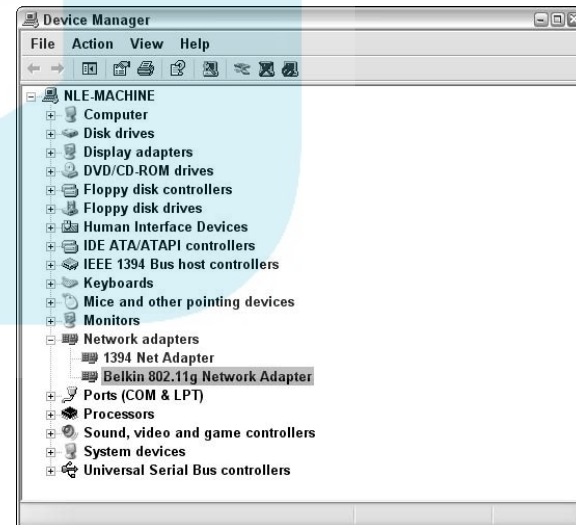 Device Manager
File Action View Help
NLE-MACHINE
Computer
Disk drives
Display adapters
DVD/CD-ROM drives
Floppy disk controllers
Floppy disk drives
Human Interface Devices
IDE ATA/ATAPI controllers
IEEE 1394 Bus host controllers
Keyboards
Mice and other pointing devices
Monitors
Network adapters
1394 Net Adapter
Belkin 802.11g Network Adapter
Ports (COM & LPT)
Processors
Sound, video and game controllers
System devices
Universal Serial Bus controllers